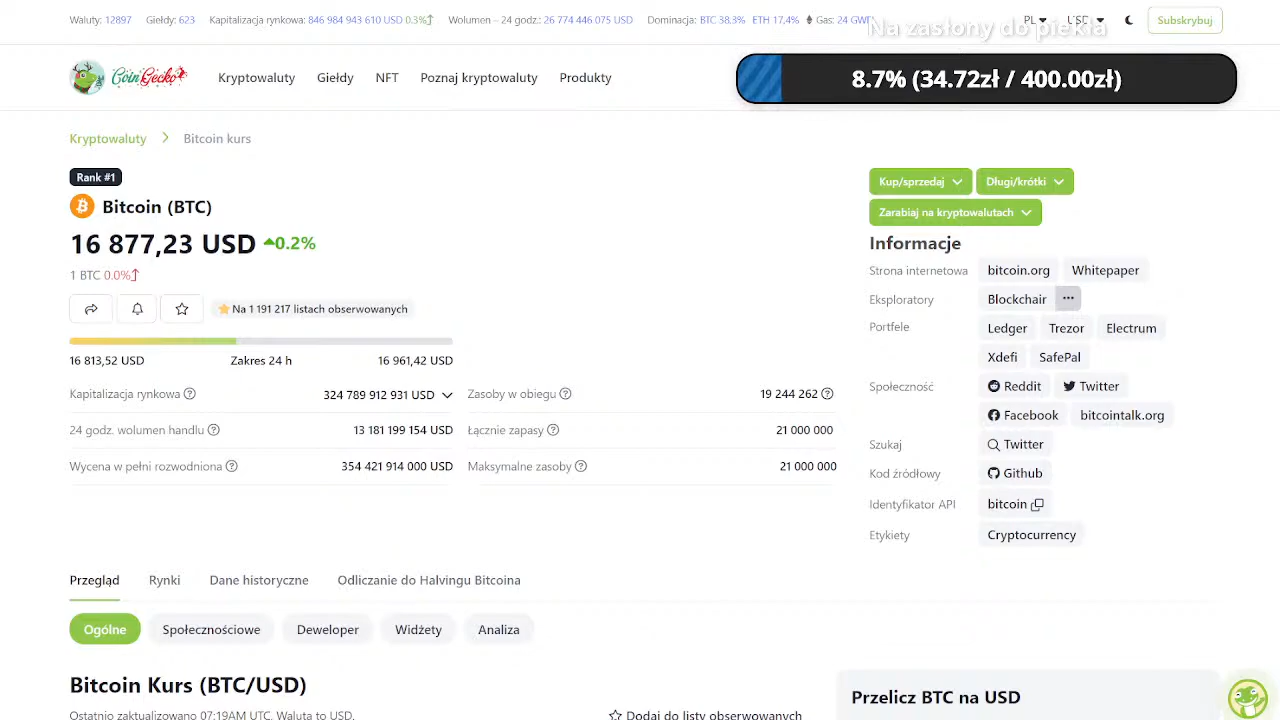 Waluty: 12897 Giełdy: 623 Kapitalizacja rynkowa: 846 984 943 610 USD 0.3% Wolumen – 24 godz.: 26 774 446 075 USD Dominacja: BTC 38,3% ETH 17,4% Gas: 24 GWEI PL USD Subskrybuj
Na zasłony do piekła
CoinGecko Kryptowaluty Giełdy NFT Poznaj kryptowaluty Produkty
8.7% (34.72zł / 400.00zł)
Kryptowaluty > Bitcoin kurs
Rank #1
Bitcoin (BTC)
16 877,23 USD 0.2%
1 BTC 0.0%
Na 1 191 217 listach obserwowanych
16 813,52 USD Zakres 24 h 16 961,42 USD
Kapitalizacja rynkowa 324 789 912 931 USD Zasoby w obiegu 19 244 262
24 godz. wolumen handlu 13 181 199 154 USD Łącznie zapasy 21 000 000
Wycena w pełni rozwodniona 354 421 914 000 USD Maksymalne zasoby 21 000 000
Kup/sprzedaj Długi/krótki
Zarabiaj na kryptowalutach
Informacje
Strona internetowa bitcoin.org Whitepaper
Eksploratory Blockchair ...
Portfele Ledger Trezor Electrum
Xdefi SafePal
Społeczność Reddit Twitter
Facebook bitcointalk.org
Szukaj Twitter
Kod źródłowy Github
Identyfikator API bitcoin
Etykiety Cryptocurrency
Przegląd Rynki Dane historyczne Odliczanie do Halvingu Bitcoina
Ogólne Społecznościowe Deweloper Widżety Analiza
Bitcoin Kurs (BTC/USD)
Ostatnio zaktualizowano 07:19AM UTC. Waluta to USD. Dodaj do listy obserwowanych
Przelicz BTC na USD